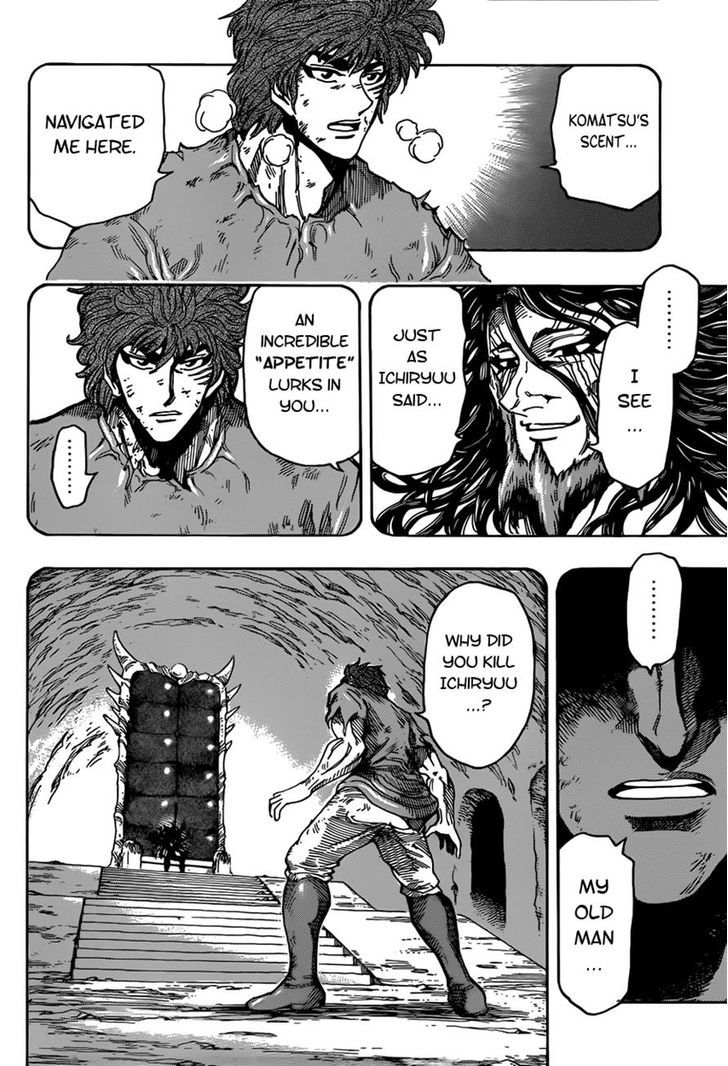 KOMATSU'S
SCENT...
NAVIGATED
ME HERE.
.........
I
SEE
...
JUST
AS
ICHIRYUU
SAID...
AN
INCREDIBLE
"APPETITE"
LURKS IN
YOU...
.........
.........
MY
OLD
MAN
...
WHY DID
YOU KILL
ICHIRYUU
...?